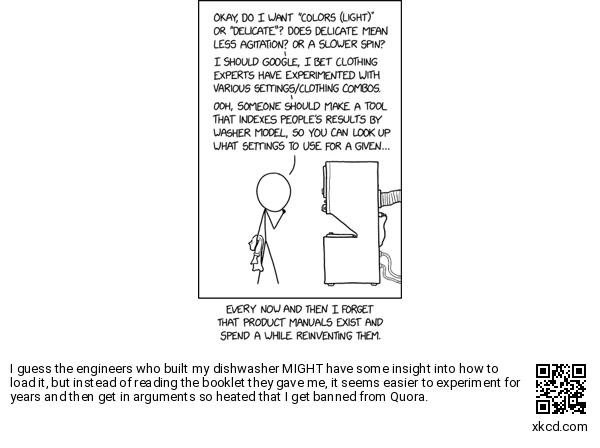 OKAY, DO I WANT "COLORS (LIGHT)"
OR "DELICATE"? DOES DELICATE MEAN
LESS AGITATION? OR A SLOWER SPIN?
I SHOULD GOOGLE, I BET CLOTHING
EXPERTS HAVE EXPERIMENTED WITH
VARIOUS SETTINGS/CLOTHING COMBOS.
OOH, SOMEONE SHOULD MAKE A TOOL
THAT INDEXES PEOPLE'S RESULTS BY
WASHER MODEL, SO YOU CAN LOOK UP
WHAT SETTINGS TO USE FOR A GIVEN...
EVERY NOW AND THEN I FORGET
THAT PRODUCT MANUALS EXIST AND
SPEND A WHILE REINVENTING THEM.
I guess the engineers who built my dishwasher MIGHT have some insight into how to
load it, but instead of reading the booklet they gave me, it seems easier to experiment for
years and then get in arguments so heated that I get banned from Quora.
xkcd.com